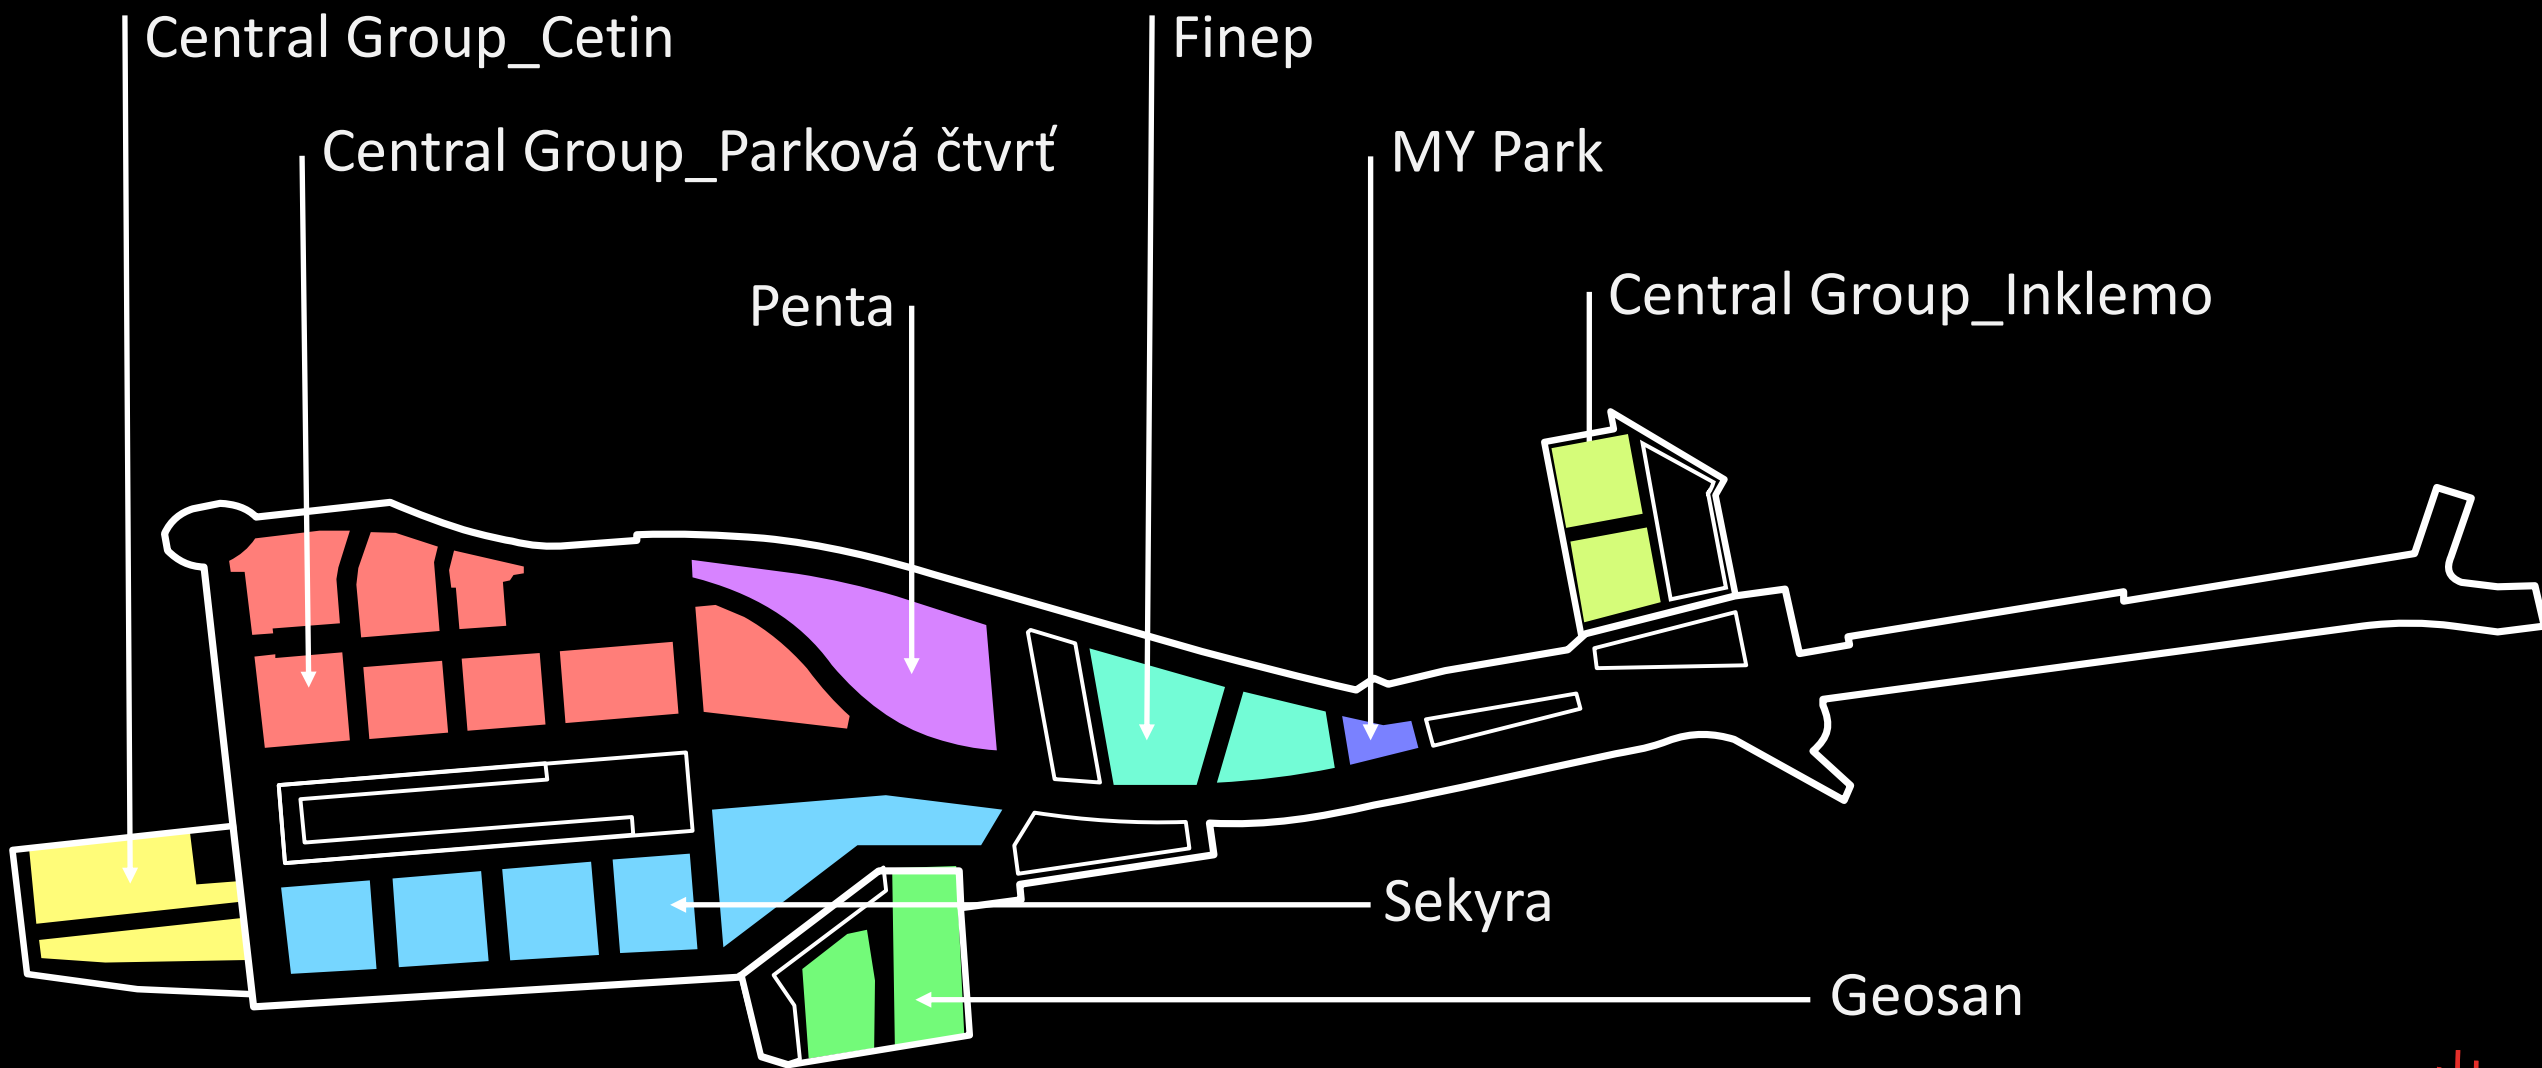 Central Group_Cetin
Finep
Central Group_Parková čtvrť
MY Park
Penta
Central Group_Inklemo
Sekyra
Geosan